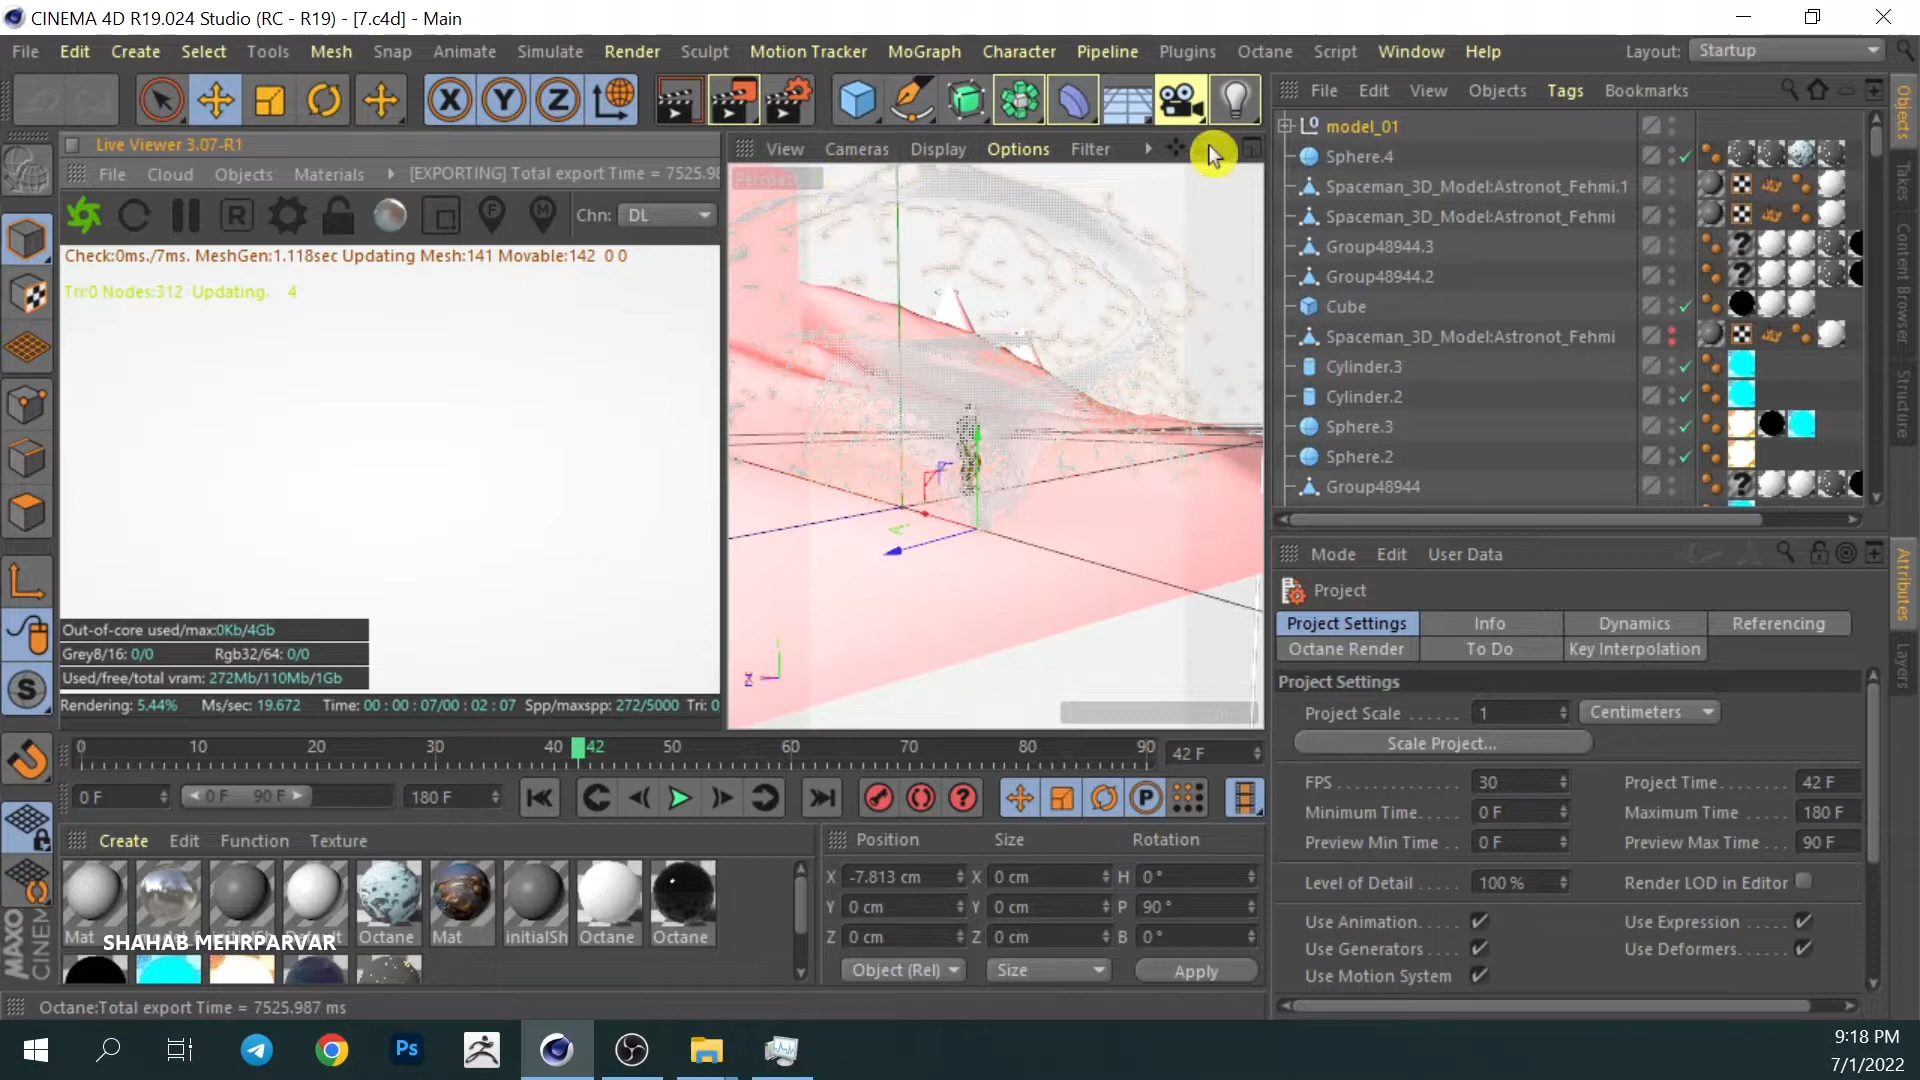 CINEMA 4D R19.024 Studio (RC - R19) - [7.c4d] - Main
File Edit Create Select Tools Mesh Snap Animate Simulate Render Sculpt Motion Tracker MoGraph Character Pipeline Plugins Octane Script Window Help Layout: Startup
X Y Z
File Edit View Objects Tags Bookmarks
Live Viewer 3.07-R1
File Cloud Objects Materials [EXPORTING] Total export Time = 7525.98
R F M Chn: DL
Check:0ms./7ms. MeshGen:1.118sec Updating Mesh:141 Movable:142 0 0
Tri:0 Nodes:312 Updating. 4
Out-of-core used/max:0Kb/4Gb
Grey8/16: 0/0 Rgb32/64: 0/0
Used/free/total vram: 272Mb/110Mb/1Gb
Rendering: 5.44% Ms/sec: 19.672 Time: 00 : 00 : 07/00 : 02 : 07 Spp/maxspp: 272/5000 Tri: 0
View Cameras Display Options Filter
model_01
Sphere.4
Spaceman_3D_Model:Astronot_Fehmi.1
Spaceman_3D_Model:Astronot_Fehmi
Group48944.3
Group48944.2
Cube
Spaceman_3D_Model:Astronot_Fehmi
Cylinder.3
Cylinder.2
Sphere.3
Sphere.2
Group48944
Objects
Takes
Content Browser
Structure
Mode Edit User Data
Project
Project Settings Info Dynamics Referencing
Octane Render To Do Key Interpolation
Project Settings
Project Scale ...... 1 Centimeters
Scale Project...
FPS 30 Project Time 42 F
Minimum Time 0 F Maximum Time 180 F
Preview Min Time 0 F Preview Max Time 90 F
Level of Detail 100 % Render LOD in Editor
Use Animation Use Expression
Use Generators Use Deformers
Use Motion System
Attributes
Layers
0 10 20 30 40 42 50 60 70 80 90 42 F
0 F 0 F 90 F 180 F
P
Create Edit Function Texture
Mat Octane Mat initialSh Octane Octane
SHAHAB MEHRPARVAR
Position Size Rotation
X -7.813 cm X 0 cm H 0 °
Y 0 cm Y 0 cm P 90 °
Z 0 cm Z 0 cm B 0 °
Object (Rel) Size Apply
Octane:Total export Time = 7525.987 ms
Ps
9:18 PM
7/1/2022